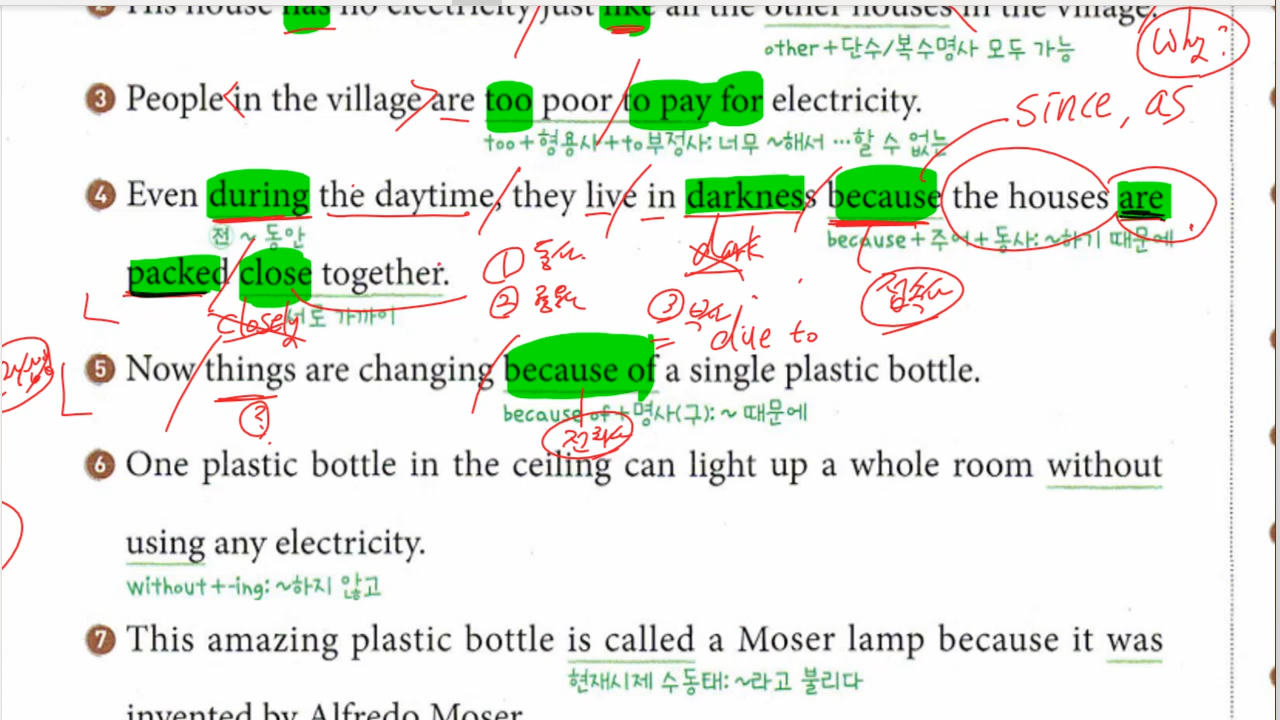 2 His house has no electricity just like all the other houses in the village.
other + 단수/복수명사 모두 가능
Why?
3 People in the village are too poor to pay for electricity.
too + 형용사 + to부정사: 너무 ~해서 …할 수 없는
since, as
4 Even during the daytime, they live in darkness because the houses are
전 ~ 동안
because + 주어 + 동사: ~하기 때문에
dark
packed close together.
① 동사
② 형용사
③ 부사
접속사
closely
너도 가까이
due to
5 Now things are changing because of a single plastic bottle.
?
because of + 명사(구): ~ 때문에
전치사
6 One plastic bottle in the ceiling can light up a whole room without
using any electricity.
without + -ing: ~하지 않고
7 This amazing plastic bottle is called a Moser lamp because it was
현재시제 수동태: ~라고 불리다
invented by Alfredo Moser.